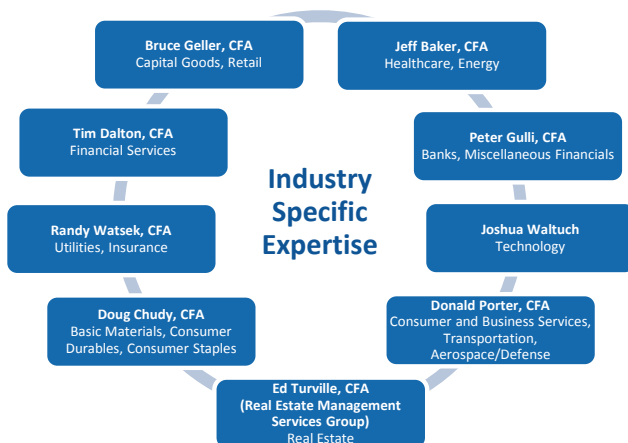 Bruce Geller, CFA
Capital Goods, Retail
Jeff Baker, CFA
Healthcare, Energy
Tim Dalton, CFA
Financial Services
Peter Gulli, CFA
Banks, Miscellaneous Financials
Industry
Specific
Expertise
Randy Watsek, CFA
Utilities, Insurance
Joshua Waltuch
Technology
Doug Chudy, CFA
Basic Materials, Consumer
Durables, Consumer Staples
Donald Porter, CFA
Consumer and Business Services,
Transportation,
Aerospace/Defense
Ed Turville, CFA
(Real Estate Management
Services Group)
Real Estate